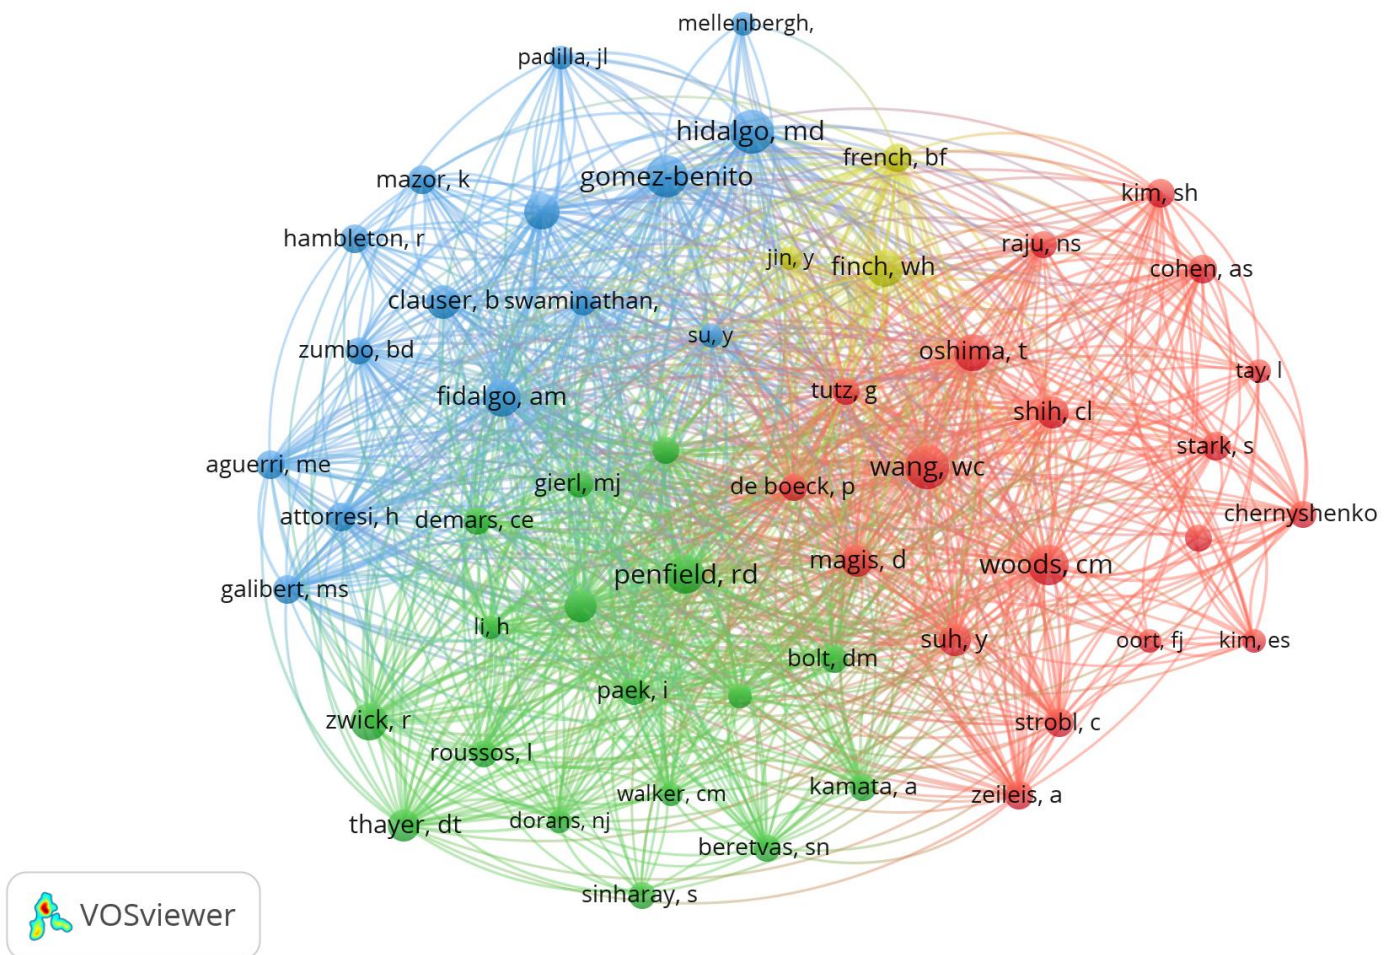 mellenbergh,
padilla, jl
hidalgo, md
french, bf
gomez-benito
mazor, k
kim, sh
hambleton, r
raju, ns
jin, y
finch, wh
cohen, as
clauser, b
swaminathan,
su, y
zumbo, bd
oshima, t
tay, l
fidalgo, am
tutz, g
shih, cl
stark, s
aguerri, me
wang, wc
gierl, mj
de boeck, p
attorresi, h
demars, ce
chernyshenko
magis, d
woods, cm
penfield, rd
galibert, ms
li, h
suh, y
oort, fj
kim, es
bolt, dm
paek, i
zwick, r
strobl, c
roussos, l
kamata, a
walker, cm
zeileis, a
thayer, dt
dorans, nj
beretvas, sn
sinharay, s
VOSviewer